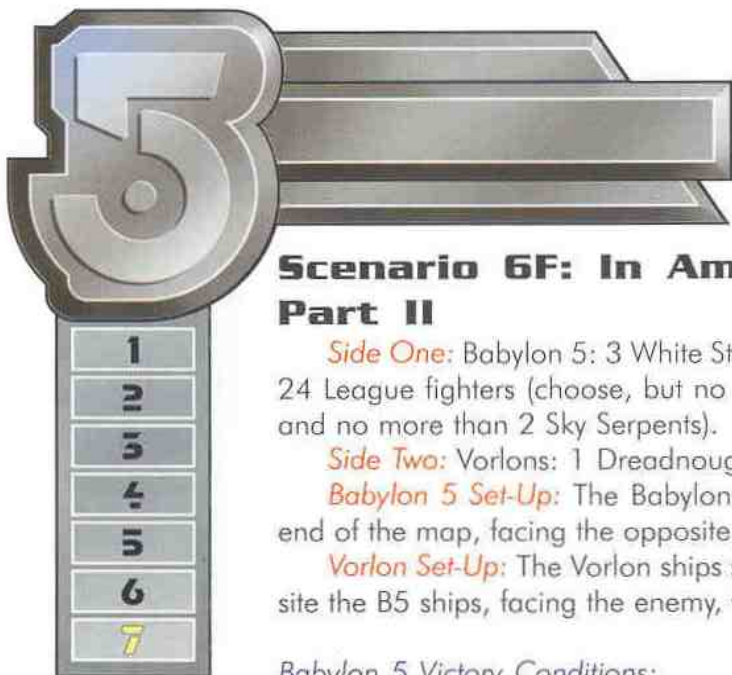 5
Scenario 6F: In Am
Part II
Side One: Babylon 5: 3 White St
24 League fighters (choose, but no
and no more than 2 Sky Serpents).
Side Two: Vorlons: 1 Dreadnoug
Babylon 5 Set-Up: The Babylon
end of the map, facing the opposite
Vorlon Set-Up: The Vorlon ships s
site the B5 ships, facing the enemy,
Babylon 5 Victory Conditions:
1
2
3
4
5
6
7